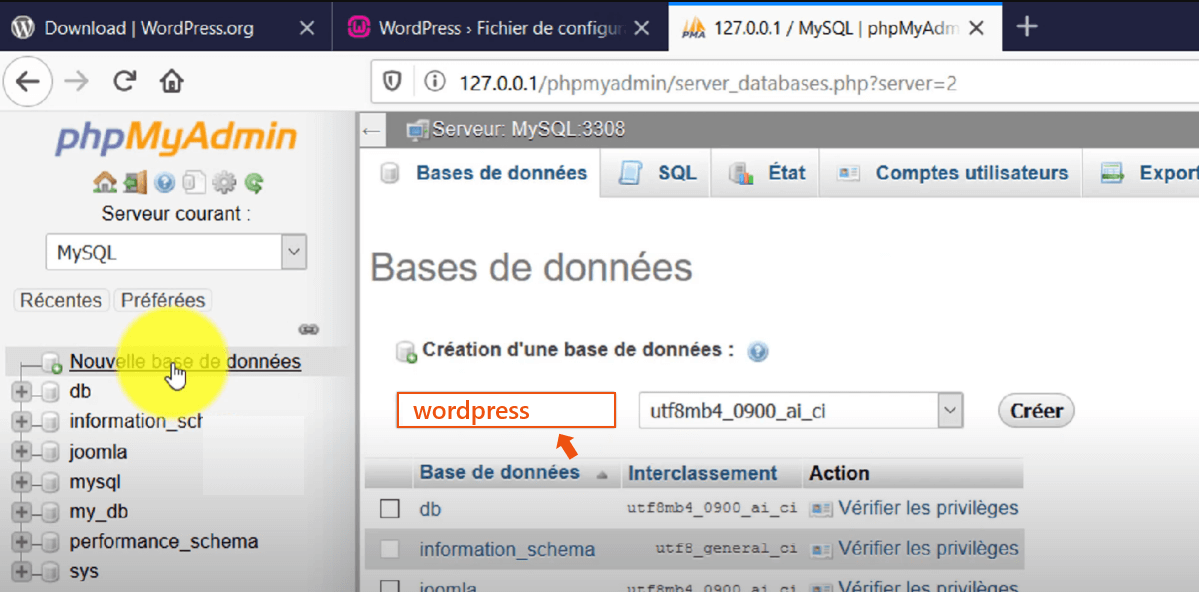 Download | WordPress.org
WordPress › Fichier de configur
127.0.0.1 / MySQL | phpMyAdm
127.0.0.1/phpmyadmin/server_databases.php?server=2
phpMyAdmin
Serveur courant :
MySQL
Récentes Préférées
Nouvelle base de données
db
information_sch
joomla
mysql
my_db
performance_schema
sys
Serveur: MySQL:3308
Bases de données SQL État Comptes utilisateurs Export
Bases de données
Création d'une base de données :
wordpress utf8mb4_0900_ai_ci Créer
Base de données Interclassement Action
db utf8mb4_0900_ai_ci Vérifier les privilèges
information_schema utf8_general_ci Vérifier les privilèges
joomla utf8mb4_0900_ai_ci Vérifier les privilèges